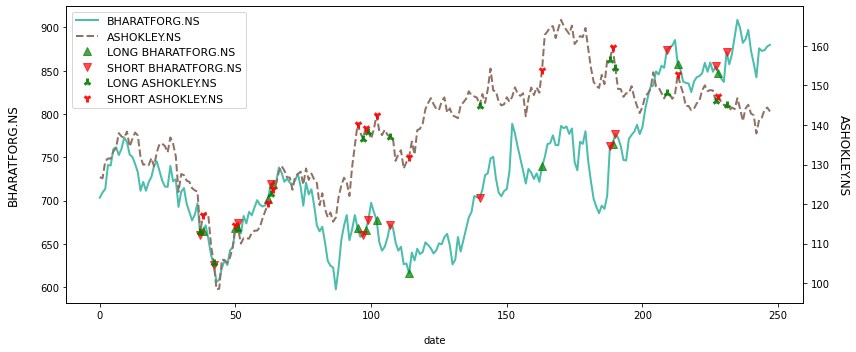 BHARATFORG.NS
ASHOKLEY.NS
LONG BHARATFORG.NS
SHORT BHARATFORG.NS
LONG ASHOKLEY.NS
SHORT ASHOKLEY.NS
900
850
800
750
700
650
600
BHARATFORG.NS
160
150
140
130
120
110
100
ASHOKLEY.NS
0 50 100 150 200 250
date